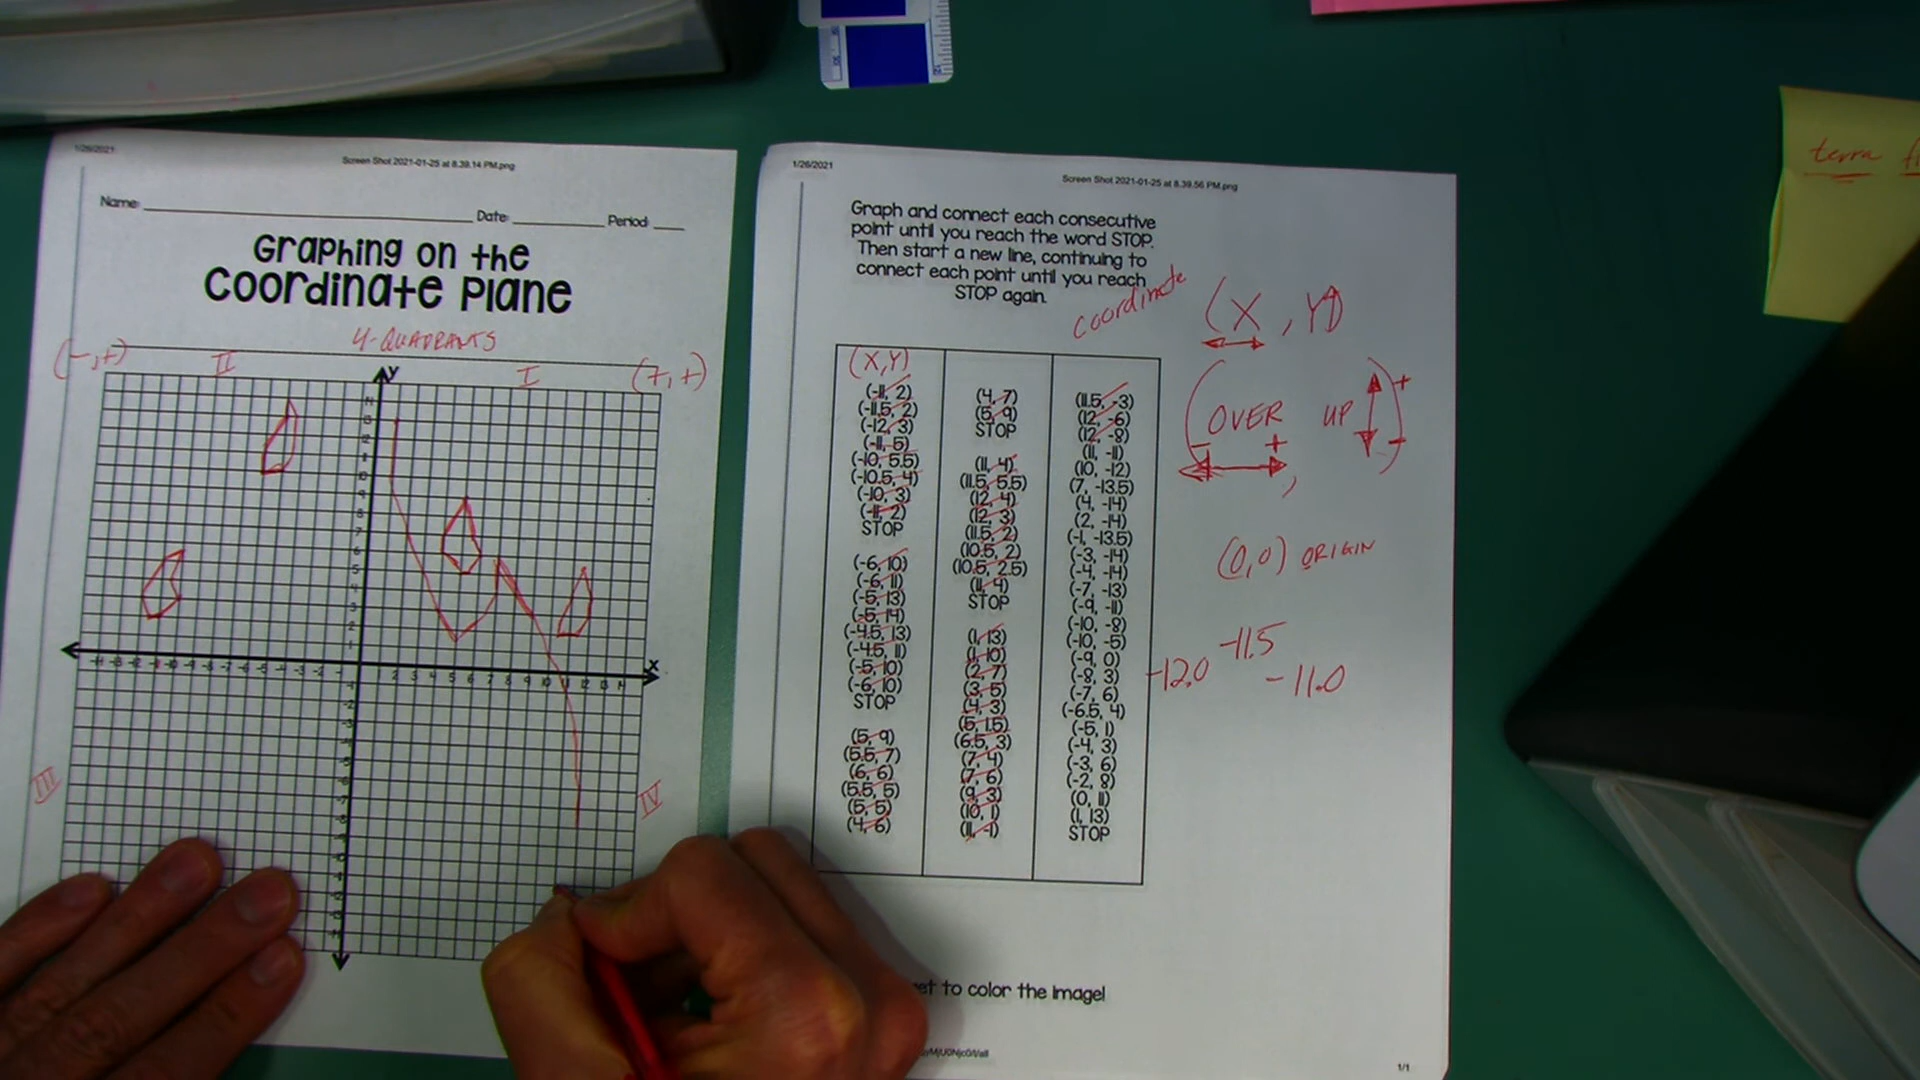 1/26/2021
Screen Shot 2021-01-25 at 8.39.14 PM.png
Name: Date: Period:
Graphing on the
Coordinate Plane
4-QUADRANTS
(-,+) II I (+,+)
y
x
III IV
1/26/2021
Screen Shot 2021-01-25 at 8.39.56 PM.png
Graph and connect each consecutive
point until you reach the word STOP.
Then start a new line, continuing to
connect each point until you reach
STOP again.
coordinate
(X,Y)
(-11, 2)
(-11.5, 2)
(-12, 3)
(-11, 5)
(-10, 5.5)
(-10.5, 4)
(-10, 3)
(-11, 2)
STOP
(-6, 10)
(-6, 11)
(-5, 13)
(-5, 14)
(-4.5, 13)
(-4.5, 11)
(-5, 10)
(-6, 10)
STOP
(5, 9)
(5.5, 7)
(6, 6)
(5.5, 5)
(5, 5)
(4, 6)
(4, 7)
(5, 9)
STOP
(11, 4)
(11.5, 5.5)
(12, 4)
(12, 3)
(11.5, 2)
(10.5, 2)
(10.5, 2.5)
(11, 4)
STOP
(1, 13)
(1, 10)
(2, 7)
(3, 5)
(4, 3)
(5, 1.5)
(6.5, 3)
(7, 4)
(7, 6)
(9, 3)
(10, 1)
(11, -1)
(11.5, -3)
(12, -6)
(12, -8)
(11, -11)
(10, -12)
(7, -13.5)
(4, -14)
(2, -14)
(-1, -13.5)
(-3, -14)
(-4, -14)
(-7, -13)
(-9, -11)
(-10, -8)
(-10, -5)
(-9, 0)
(-8, 3)
(-7, 6)
(-6.5, 4)
(-5, 1)
(-4, 3)
(-3, 6)
(-2, 8)
(0, 11)
(1, 13)
STOP
(X, Y)
(OVER, UP)
- + + -
(0,0) ORIGIN
-11.5
-12.0 -11.0
to color the image!
1/1
terra